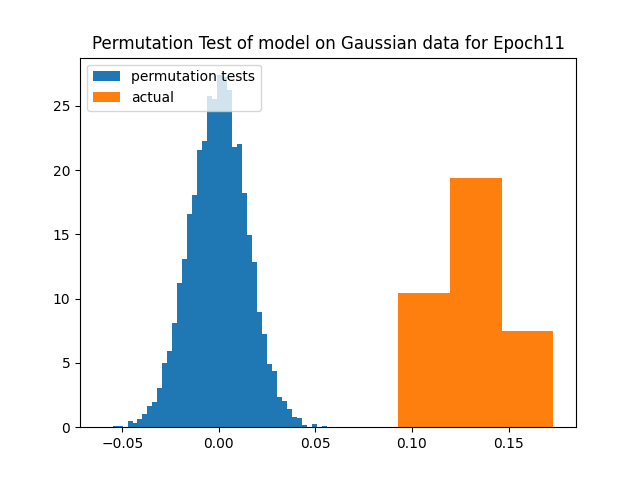 Permutation Test of model on Gaussian data for Epoch11
permutation tests
actual
25
20
15
10
5
0
−0.05 0.00 0.05 0.10 0.15